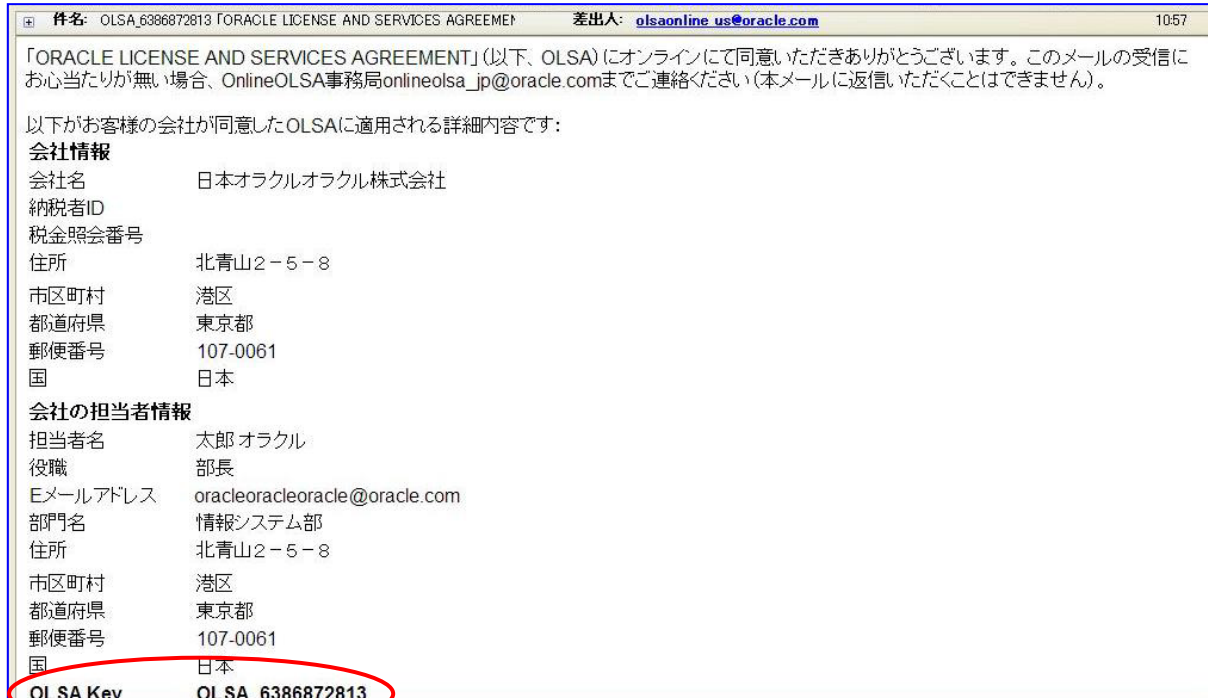 件名: OLSA_6386872813 「ORACLE LICENSE AND SERVICES AGREEMEN 差出人: olsaonline_us@oracle.com 10:57
「ORACLE LICENSE AND SERVICES AGREEMENT」(以下、OLSA)にオンラインにて同意いただきありがとうございます。このメールの受信に
お心当たりが無い場合、OnlineOLSA事務局onlineolsa_jp@oracle.comまでご連絡ください(本メールに返信いただくことはできません)。
以下がお客様の会社が同意したOLSAに適用される詳細内容です:
会社情報
会社名 日本オラクルオラクル株式会社
納税者ID
税金照会番号
住所 北青山2-5-8
市区町村 港区
都道府県 東京都
郵便番号 107-0061
国 日本
会社の担当者情報
担当者名 太郎 オラクル
役職 部長
Eメールアドレス oracleoracleoracle@oracle.com
部門名 情報システム部
住所 北青山2-5-8
市区町村 港区
都道府県 東京都
郵便番号 107-0061
国 日本
OLSA Key OLSA_6386872813